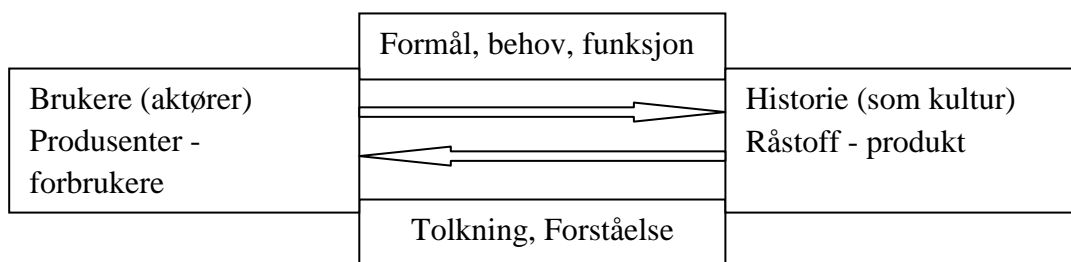 Formål, behov, funksjon
Brukere (aktører)
Produsenter -
forbrukere
Historie (som kultur)
Råstoff - produkt
Tolkning, Forståelse